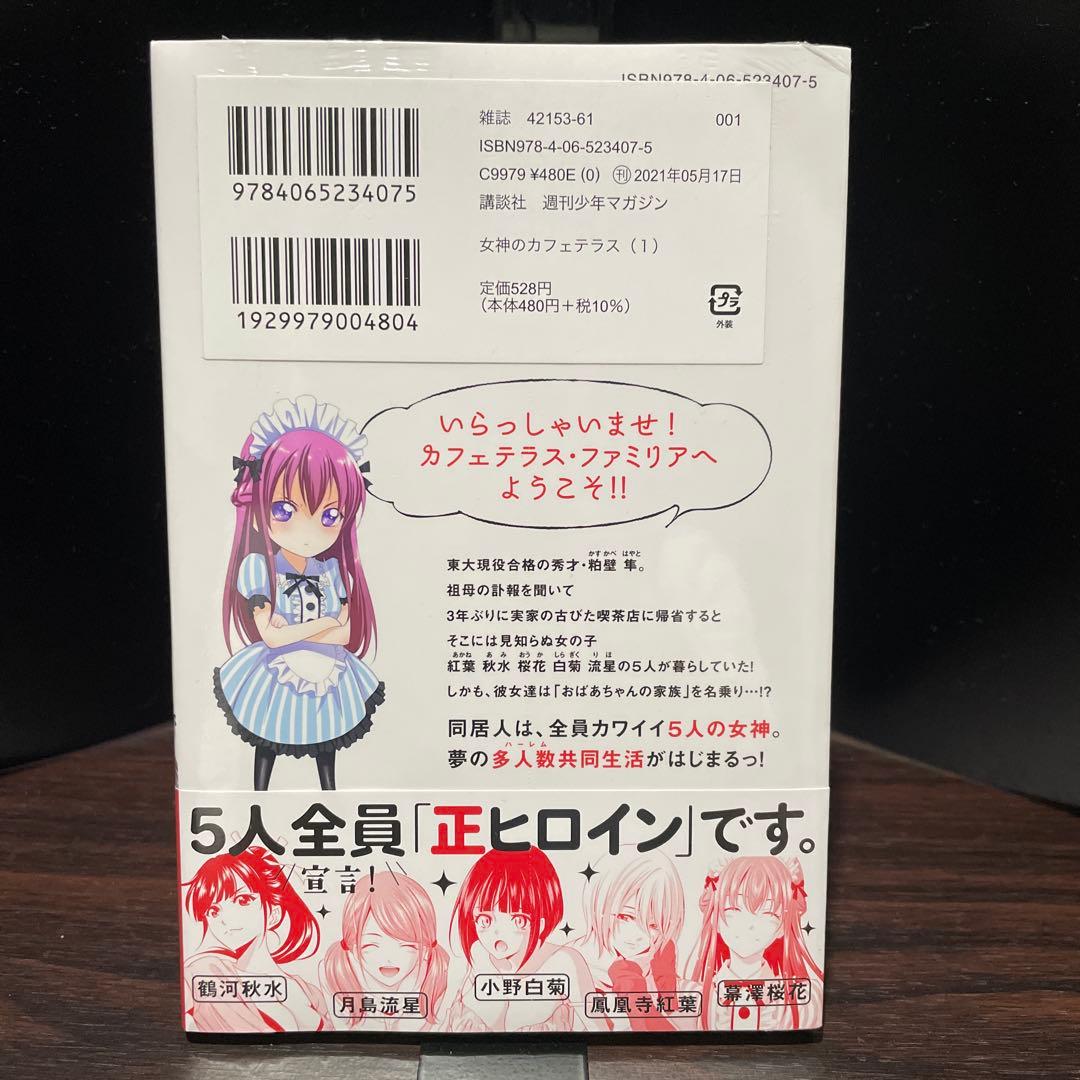 ISBN978-4-06-523407-5
雑誌 42153-61 001
ISBN978-4-06-523407-5
C9979 ¥480E (0) 刊 2021年05月17日
講談社 週刊少年マガジン
女神のカフェテラス（1）
定価528円
（本体480円＋税10%）
プラ
外装
9784065234075
1929979004804
いらっしゃいませ！
カフェテラス・ファミリアへ
ようこそ!!
かすかべ はやと
東大現役合格の秀才・粕壁 隼。
祖母の訃報を聞いて
3年ぶりに実家の古びた喫茶店に帰省すると
そこには見知らぬ女の子
あかね あみ おうか しらぎく りほ
紅葉 秋水 桜花 白菊 流星の5人が暮らしていた!
しかも、彼女達は「おばあちゃんの家族」を名乗り…!?
同居人は、全員カワイイ5人の女神。
ハーレム
夢の多人数共同生活がはじまるっ!
5人全員「正ヒロイン」です。
宣言!
鶴河秋水
月島流星
小野白菊
鳳凰寺紅葉
幕澤桜花